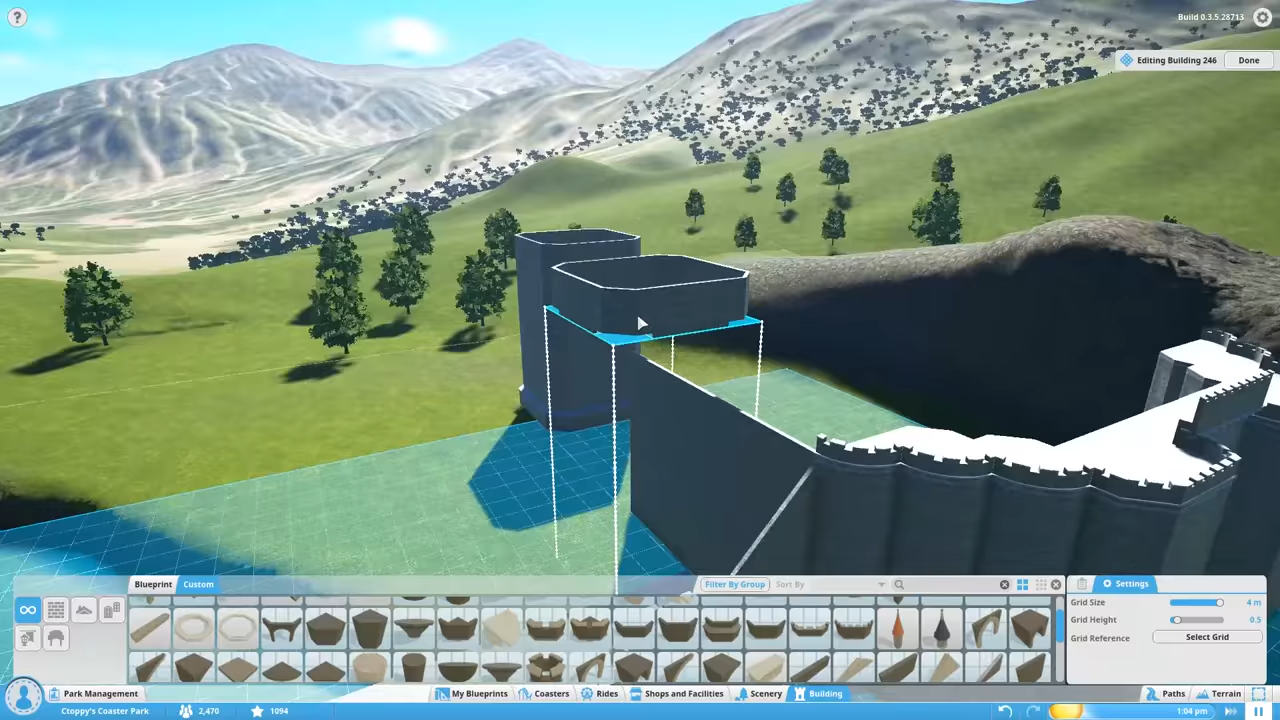 ?
Build 0.3.5.28713
Editing Building 246
Done
Blueprint
Custom
Filter By Group
Sort By
Settings
Grid Size
4 m
Grid Height
0.5
Grid Reference
Select Grid
Park Management
My Blueprints
Coasters
Rides
Shops and Facilities
Scenery
Building
Paths
Terrain
Ctoppy's Coaster Park
2,470
1094
1:04 pm